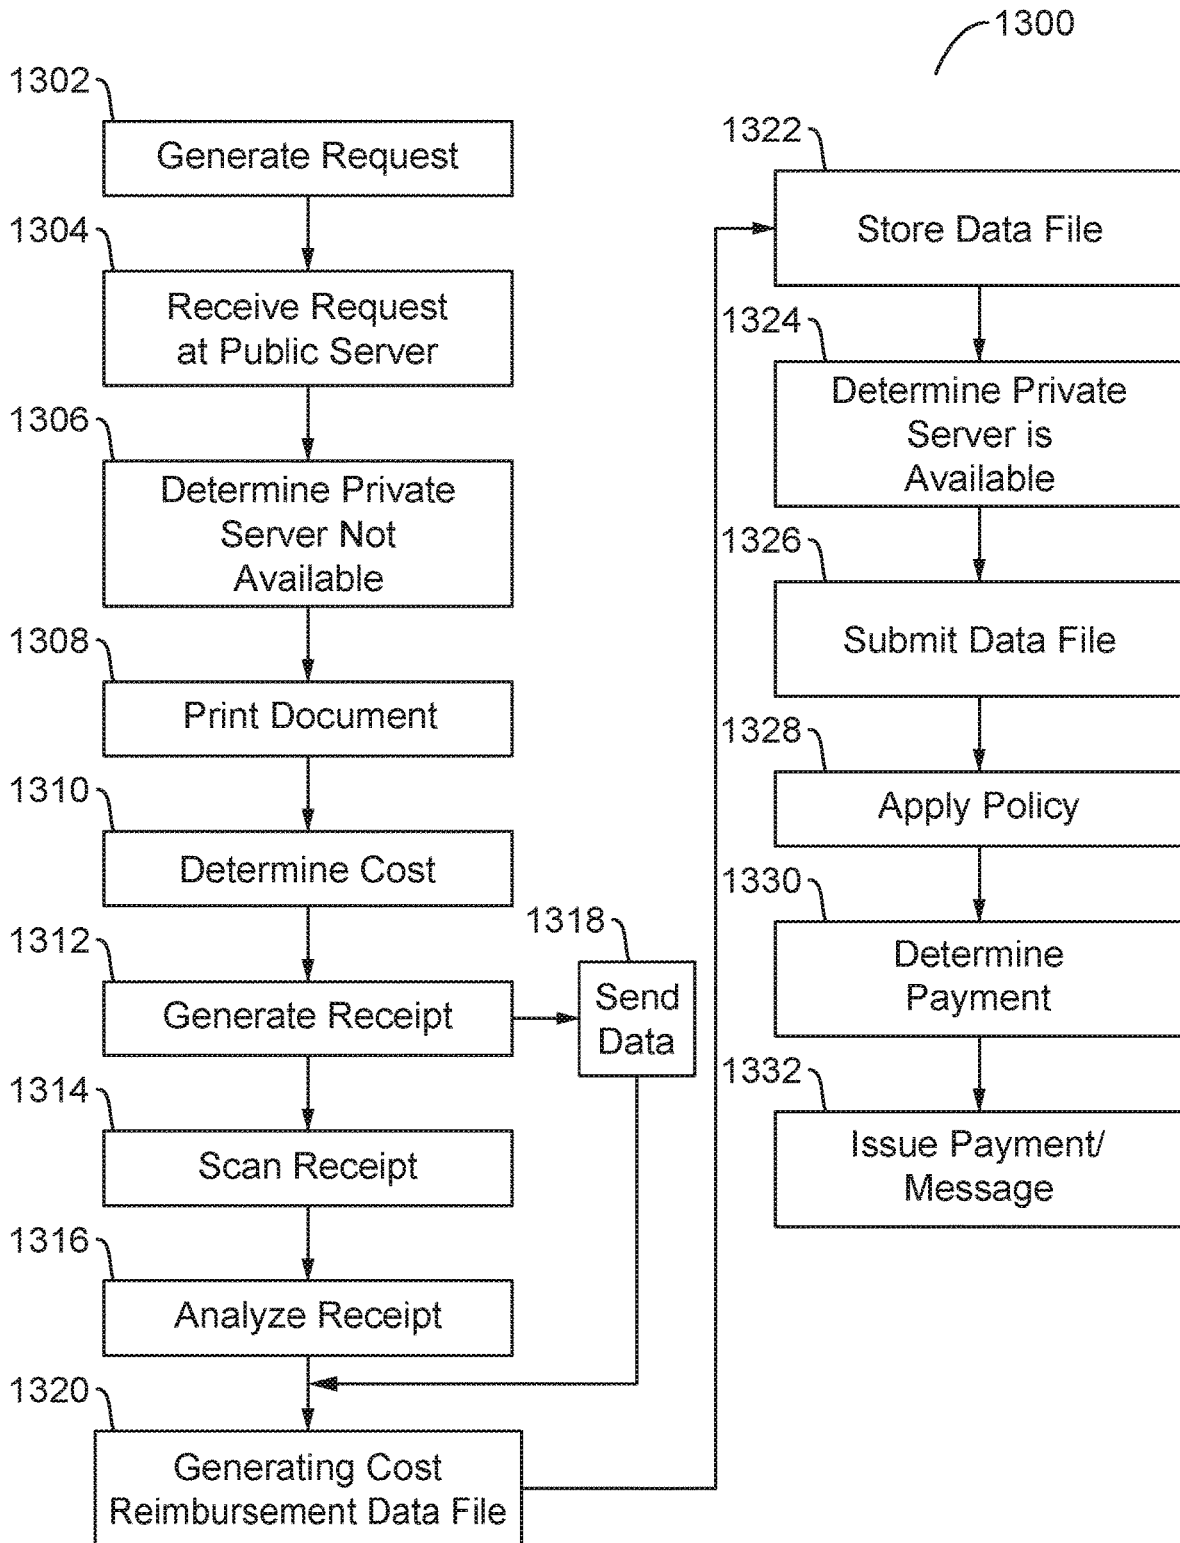 1300
1302
Generate Request
1304
Receive Request
at Public Server
1306
Determine Private
Server Not
Available
1308
Print Document
1310
Determine Cost
1312
Generate Receipt
1318
Send
Data
1314
Scan Receipt
1316
Analyze Receipt
1320
Generating Cost
Reimbursement Data File
1322
Store Data File
1324
Determine Private
Server is
Available
1326
Submit Data File
1328
Apply Policy
1330
Determine
Payment
1332
Issue Payment/
Message